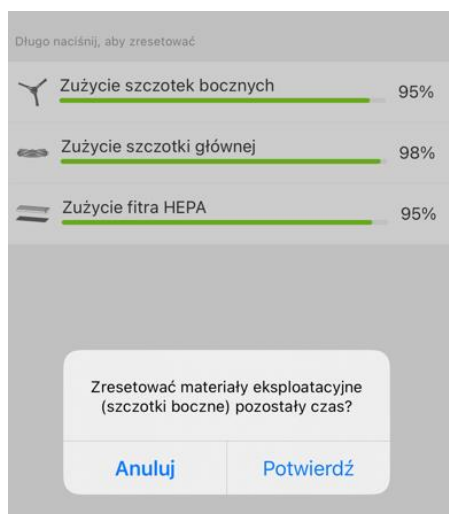 Długo naciśnij, aby zresetować
Zużycie szczotek bocznych
95%
Zużycie szczotki głównej
98%
Zużycie fitra HEPA
95%
Zresetować materiały eksploatacyjne
(szczotki boczne) pozostały czas?
Anuluj
Potwierdź